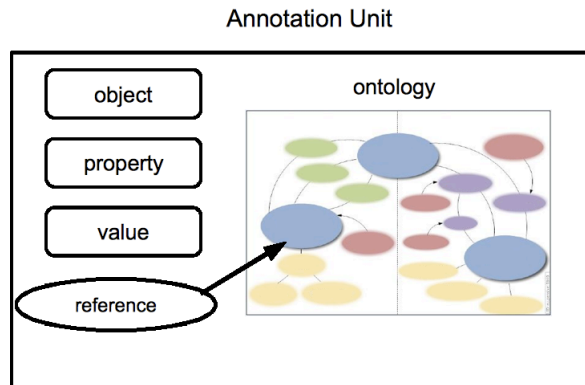 Annotation Unit
object
ontology
property
value
reference